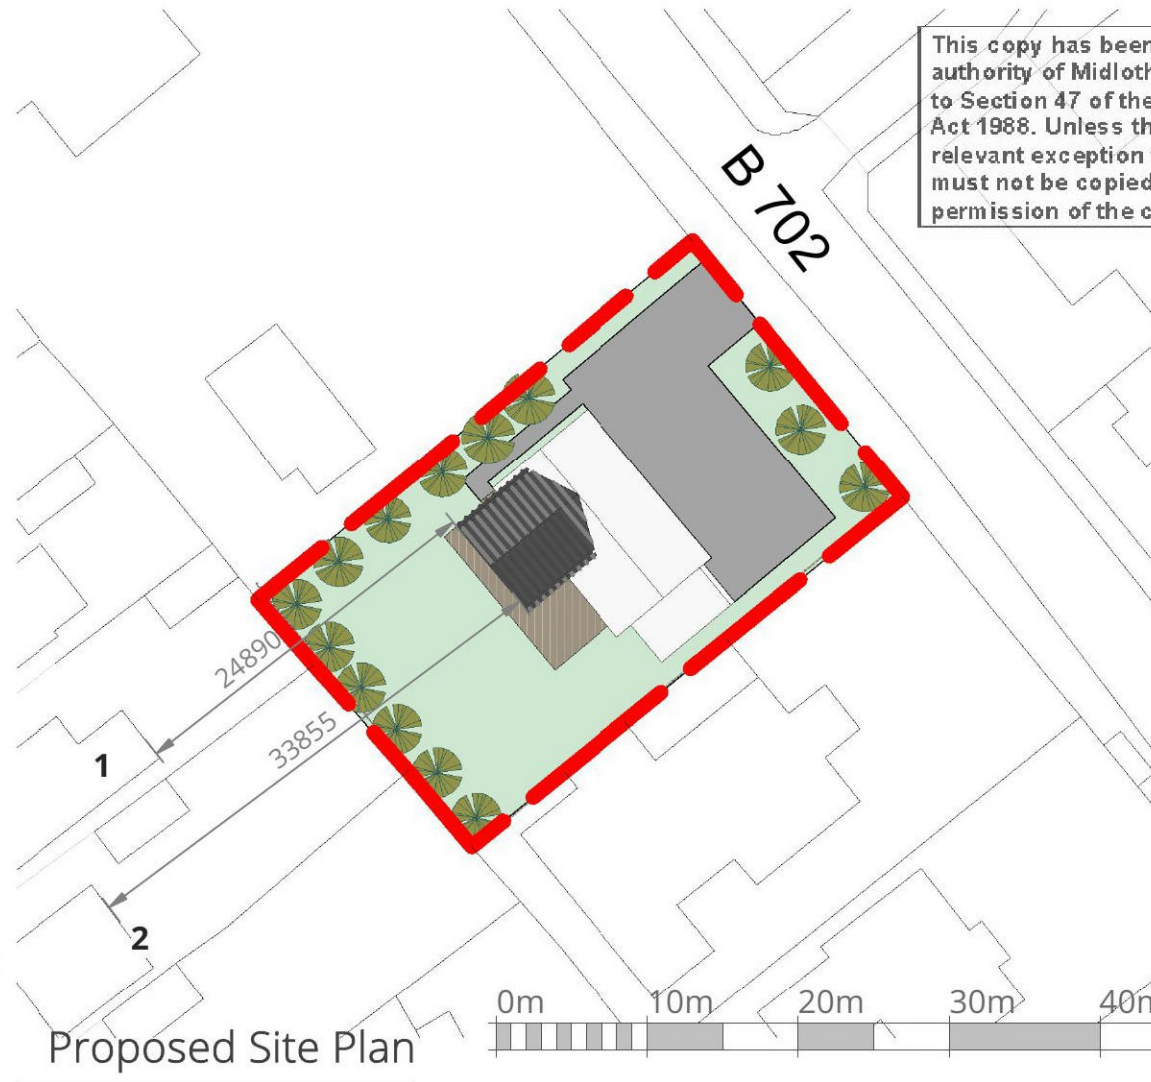 This copy has been
authority of Midloth
to Section 47 of the
Act 1988. Unless th
relevant exception
must not be copied
permission of the c
B 702
24890
33855
1
2
0m 10m 20m 30m 40m
Proposed Site Plan